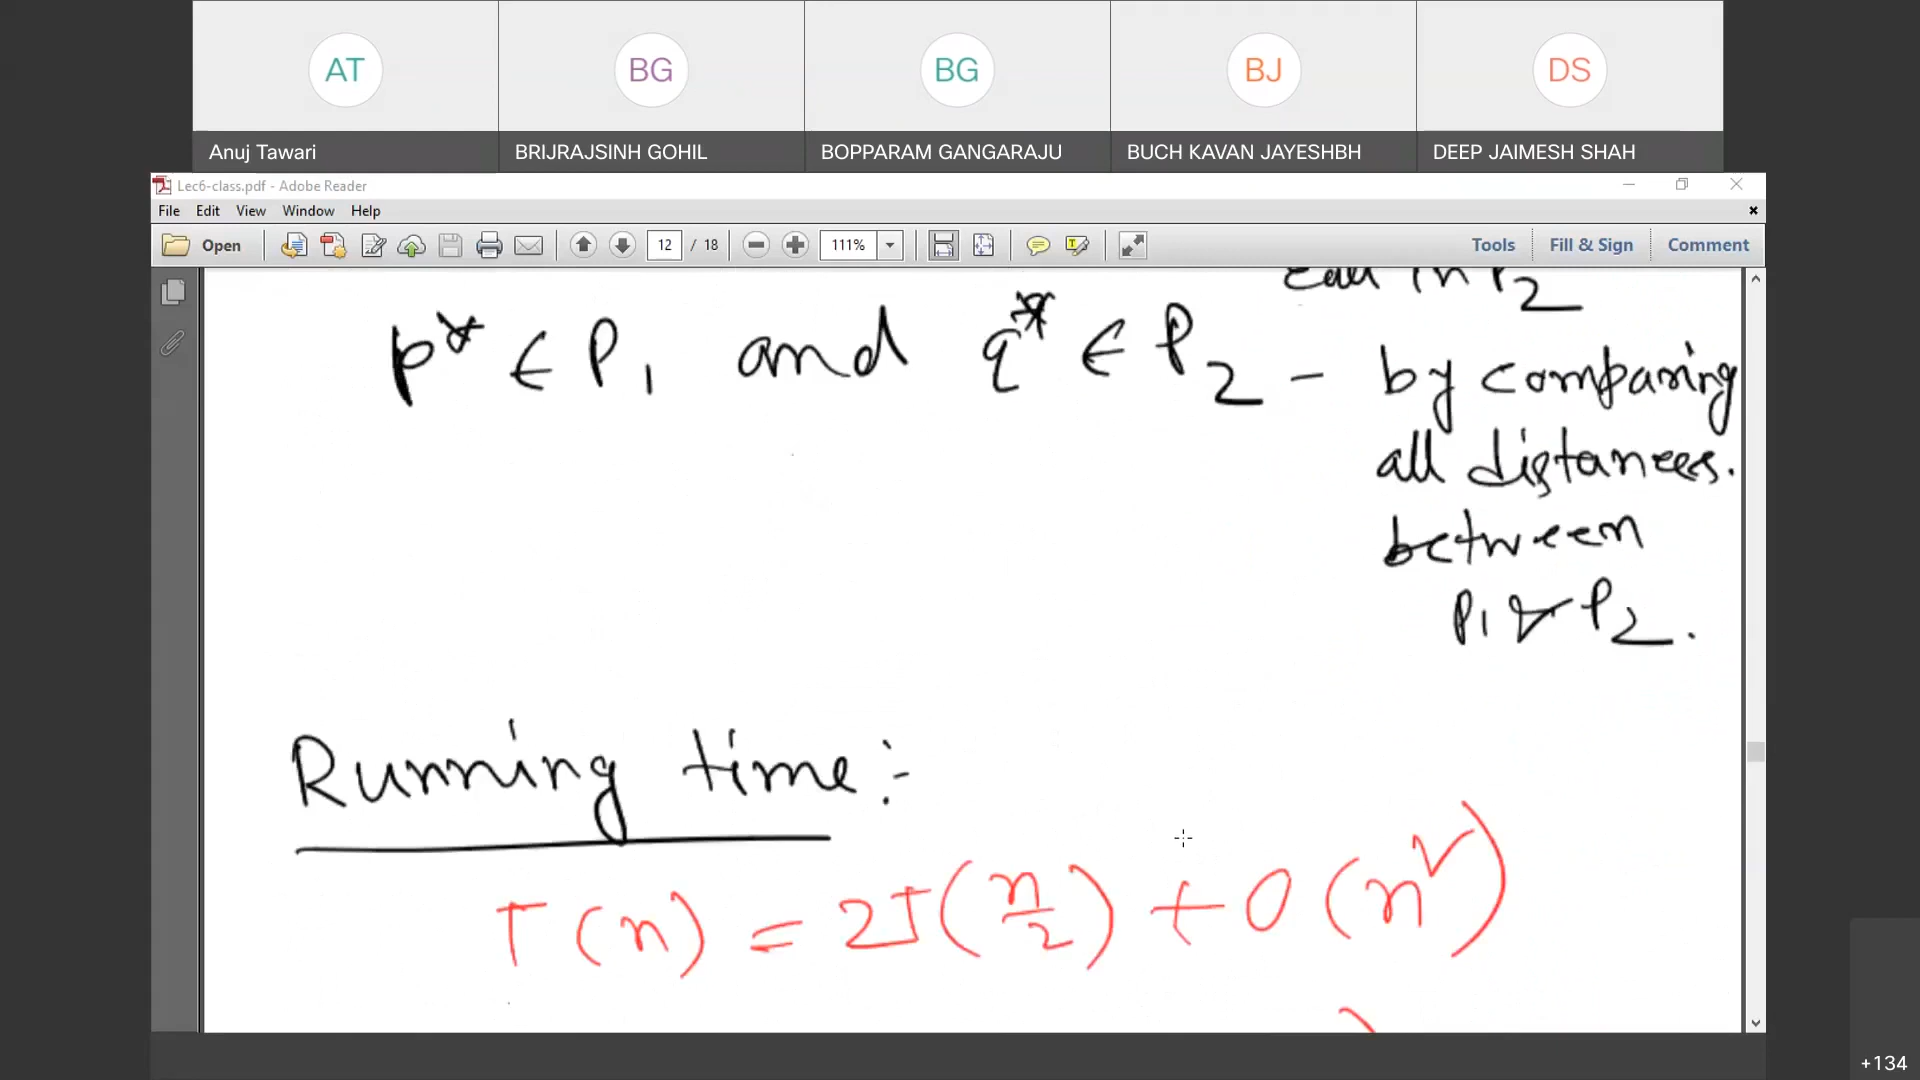 AT
BG
BG
BJ
DS
Anuj Tawari
BRIJRAJSINH GOHIL
BOPPARAM GANGARAJU
BUCH KAVAN JAYESHBH
DEEP JAIMESH SHAH
Lec6-class.pdf - Adobe Reader
File Edit View Window Help
Open 12 / 18 111% Tools Fill & Sign Comment
in P2
p* ∈ P1 and q* ∈ P2 - by comparing
all distances.
between
P1 & P2.
Running time:-
T(n) = 2T(n/2) + O(n²)
+134